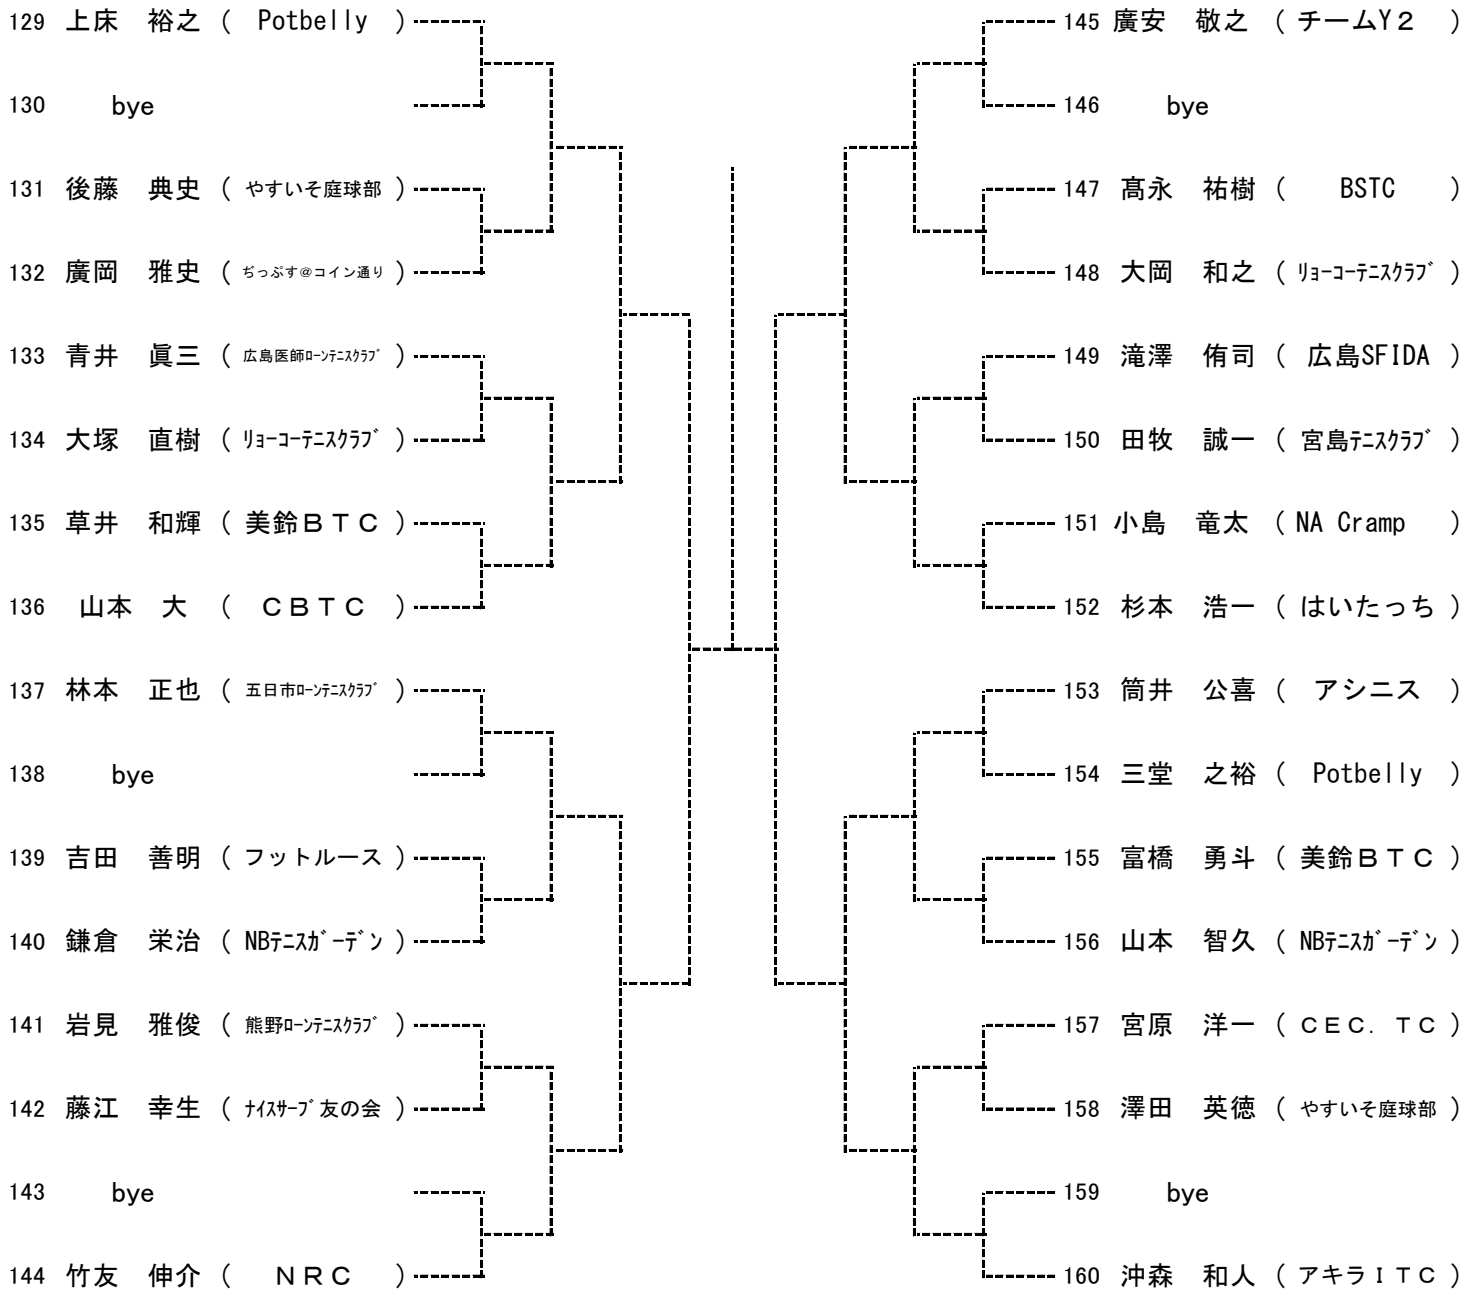 129 上床　裕之 ( Potbelly )
130 bye
131 後藤　典史 ( やすいそ庭球部 )
132 廣岡　雅史 ( ぢっぷす@コイン通り )
133 青井　眞三 ( 広島医師ﾛｰﾝﾃﾆｽｸﾗﾌﾞ )
134 大塚　直樹 ( ﾘｮｰｺｰﾃﾆｽｸﾗﾌﾞ )
135 草井　和輝 ( 美鈴ＢＴＣ )
136 山本　大 ( ＣＢＴＣ )
137 林本　正也 ( 五日市ﾛｰﾝﾃﾆｽｸﾗﾌﾞ )
138 bye
139 吉田　善明 ( フットルース )
140 鎌倉　栄治 ( NBﾃﾆｽｶﾞｰﾃﾞﾝ )
141 岩見　雅俊 ( 熊野ﾛｰﾝﾃﾆｽｸﾗﾌﾞ )
142 藤江　幸生 ( ﾅｲｽｻｰﾌﾞ友の会 )
143 bye
144 竹友　伸介 ( ＮＲＣ )
145 廣安　敬之 ( チームY２ )
146 bye
147 髙永　祐樹 ( BSTC )
148 大岡　和之 ( ﾘｮｰｺｰﾃﾆｽｸﾗﾌﾞ )
149 滝澤　侑司 ( 広島SFIDA )
150 田牧　誠一 ( 宮島ﾃﾆｽｸﾗﾌﾞ )
151 小島　竜太 ( NA Cramp )
152 杉本　浩一 ( はいたっち )
153 筒井　公喜 ( アシニス )
154 三堂　之裕 ( Potbelly )
155 富橋　勇斗 ( 美鈴ＢＴＣ )
156 山本　智久 ( NBﾃﾆｽｶﾞｰﾃﾞﾝ )
157 宮原　洋一 ( ＣＥＣ．ＴＣ )
158 澤田　英徳 ( やすいそ庭球部 )
159 bye
160 沖森　和人 ( アキラＩＴＣ )